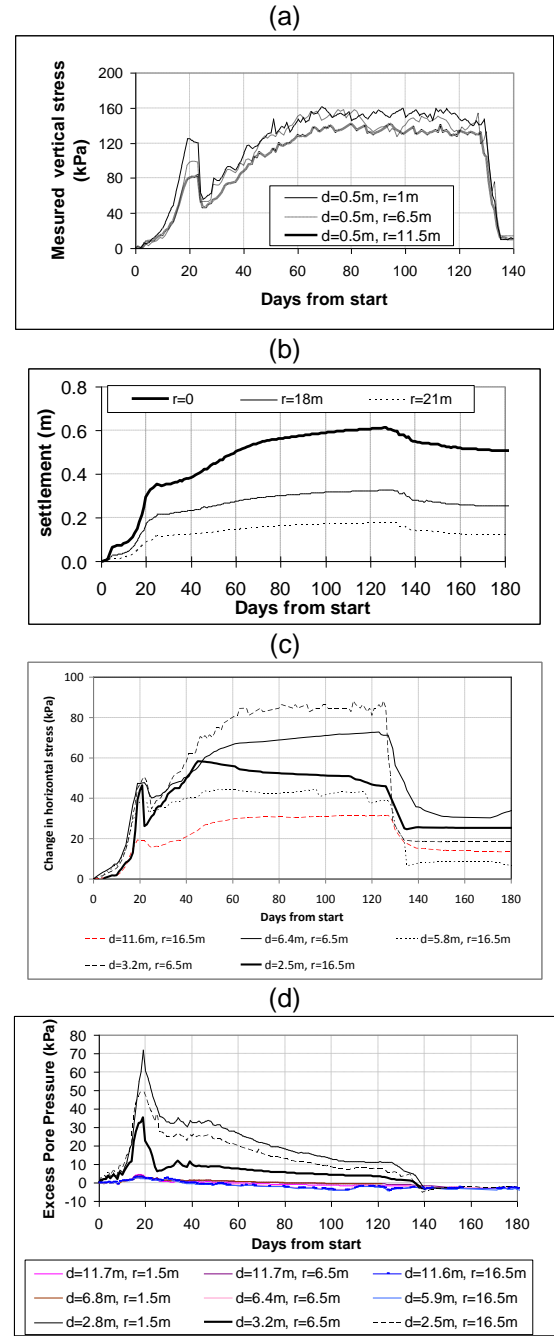 (a)
Mesured vertical stress
(kPa)
200
160
120
80
40
0
d=0.5m, r=1m
d=0.5m, r=6.5m
d=0.5m, r=11.5m
0 20 40 60 80 100 120 140
Days from start
(b)
settlement (m)
0.8
0.6
0.4
0.2
0.0
r=0 r=18m r=21m
0 20 40 60 80 100 120 140 160 180
Days from start
(c)
Change in horizontal stress (kPa)
100
80
60
40
20
0
0 20 40 60 80 100 120 140 160 180
Days from start
d=11.6m, r=16.5m d=6.4m, r=6.5m d=5.8m, r=16.5m
d=3.2m, r=6.5m d=2.5m, r=16.5m
(d)
Excess Pore Pressure (kPa)
80
70
60
50
40
30
20
10
0
-10
0 20 40 60 80 100 120 140 160 180
d=11.7m, r=1.5m d=11.7m, r=6.5m d=11.6m, r=16.5m
d=6.8m, r=1.5m d=6.4m, r=6.5m d=5.9m, r=16.5m
d=2.8m, r=1.5m d=3.2m, r=6.5m d=2.5m, r=16.5m